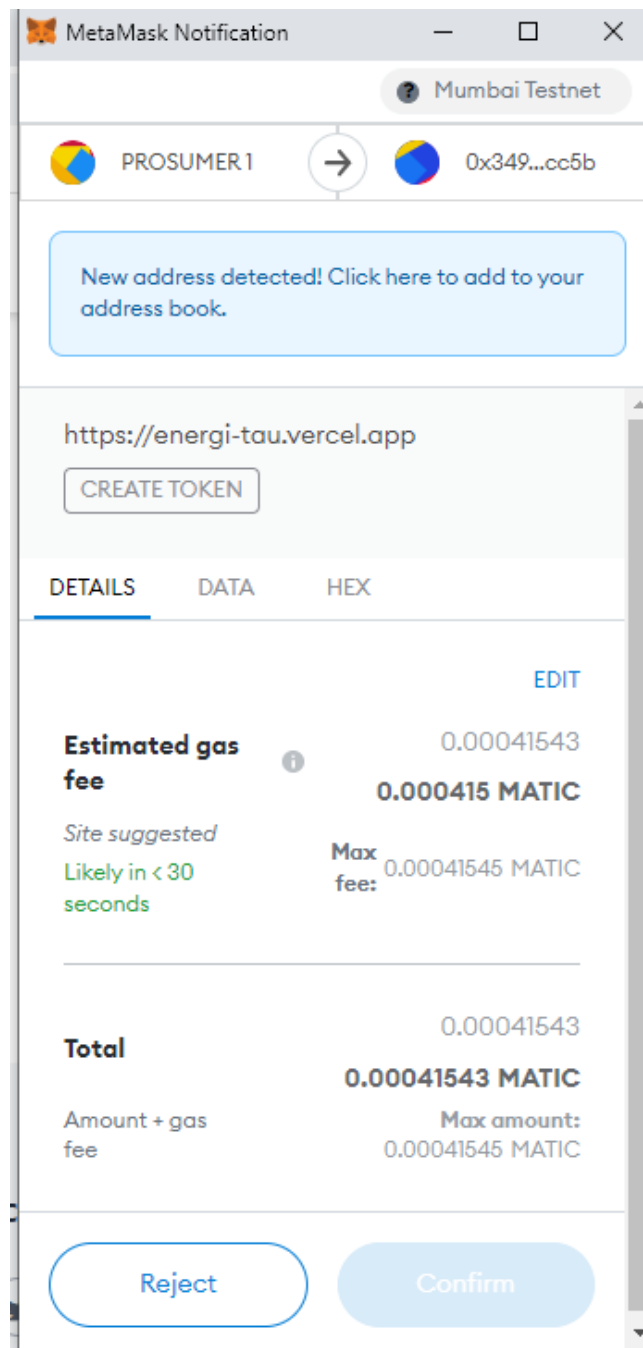 MetaMask Notification
Mumbai Testnet
PROSUMER 1
0x349...cc5b
New address detected! Click here to add to your
address book.
https://energi-tau.vercel.app
CREATE TOKEN
DETAILS DATA HEX
EDIT
Estimated gas
fee
0.00041543
0.000415 MATIC
Site suggested
Likely in < 30
seconds
Max
fee:
0.00041545 MATIC
Total
0.00041543
0.00041543 MATIC
Amount + gas
fee
Max amount:
0.00041545 MATIC
Reject
Confirm